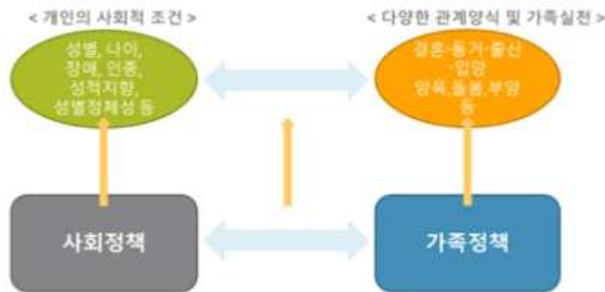 < 개인의 사회적 조건 >
< 다양한 관계양식 및 가족실천 >
성별, 나이,
장애, 인종,
성적지향,
성별정체성 등
결혼-동거-출산
-입양
양육,돌봄,부양
등
사회정책
가족정책